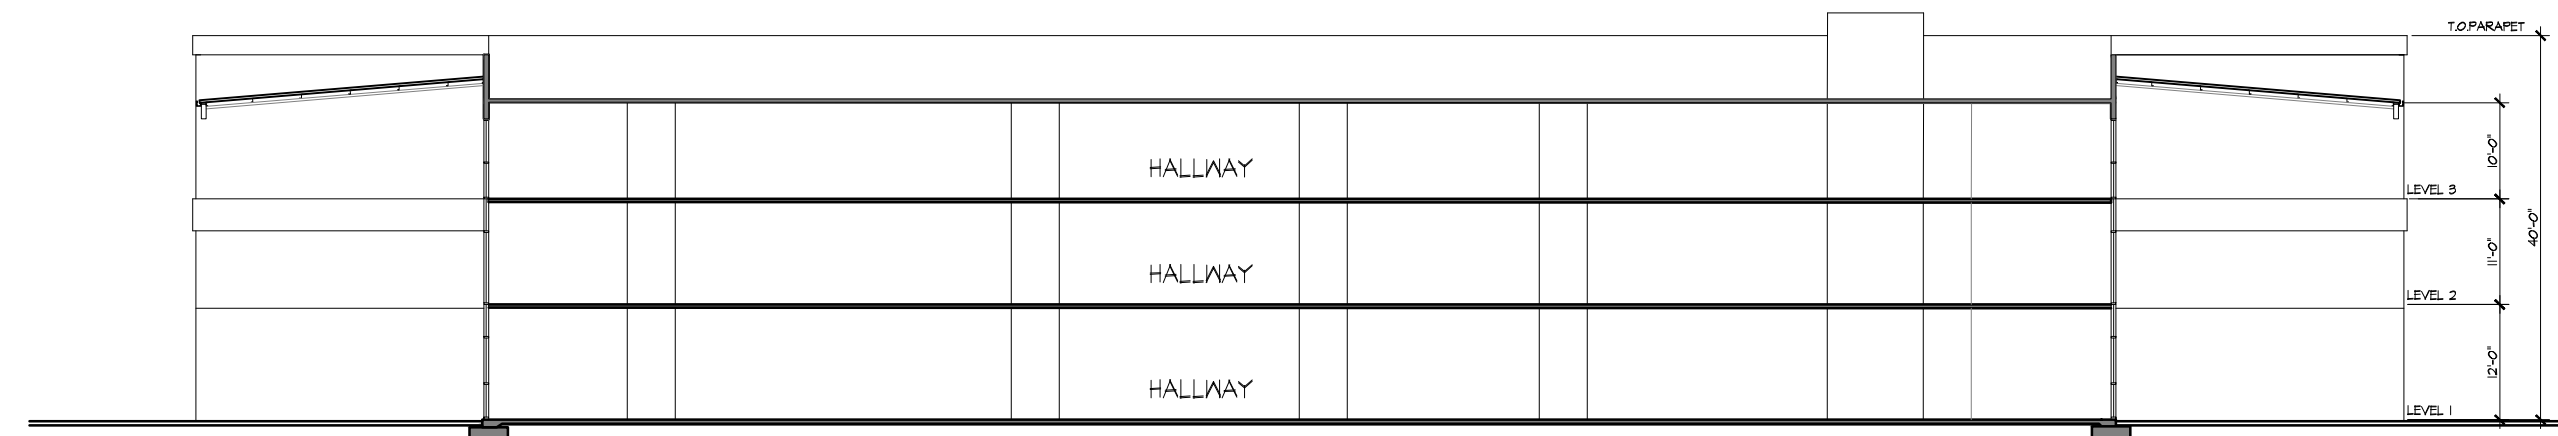 T.O.PARAPET
HALLWAY
10'-0"
LEVEL 3
40'-0"
11'-0"
HALLWAY
LEVEL 2
12'-0"
HALLWAY
LEVEL 1